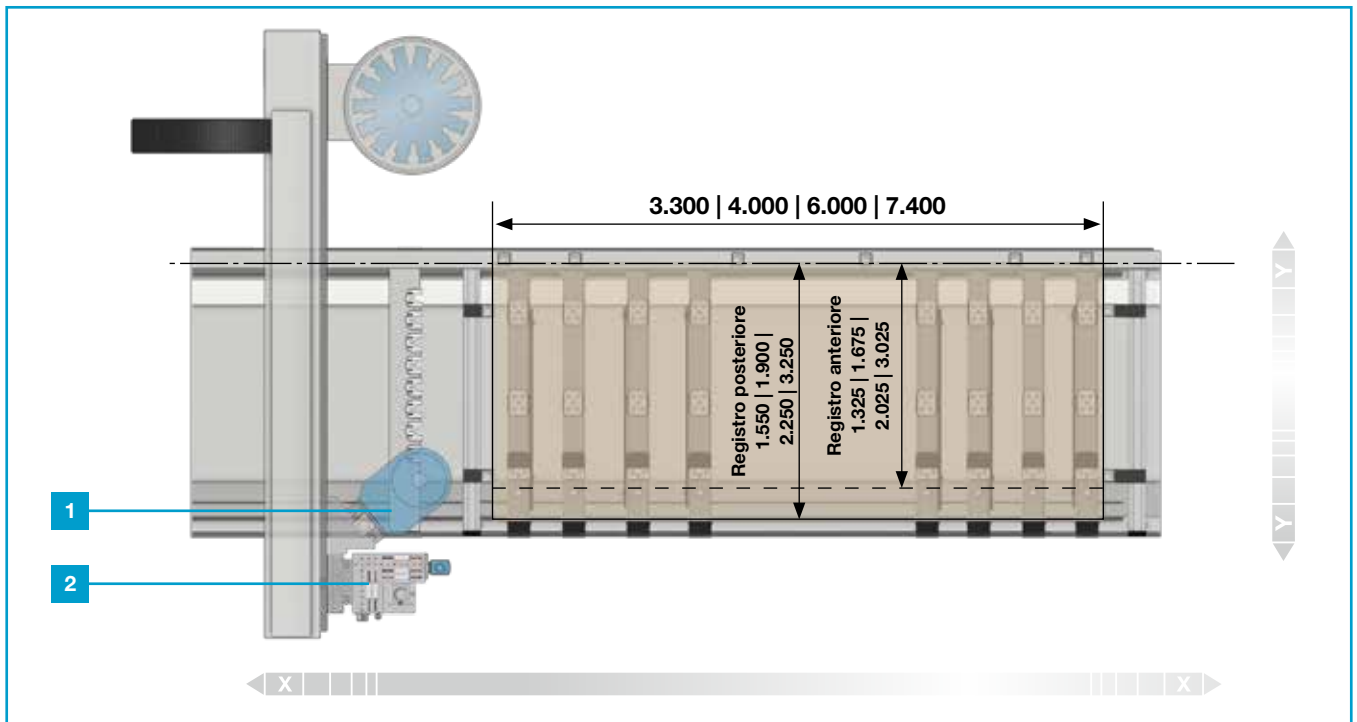 3.300 | 4.000 | 6.000 | 7.400
Y
Registro posteriore
1.550 | 1.900 |
2.250 | 3.250
Registro anteriore
1.325 | 1.675 |
2.025 | 3.025
1
Y
2
X
X